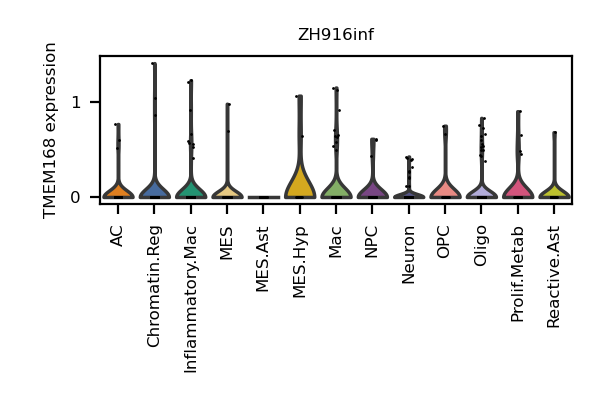 ZH916inf
TMEM168 expression
1
0
AC
Chromatin.Reg
Inflammatory.Mac
MES
MES.Ast
MES.Hyp
Mac
NPC
Neuron
OPC
Oligo
Prolif.Metab
Reactive.Ast